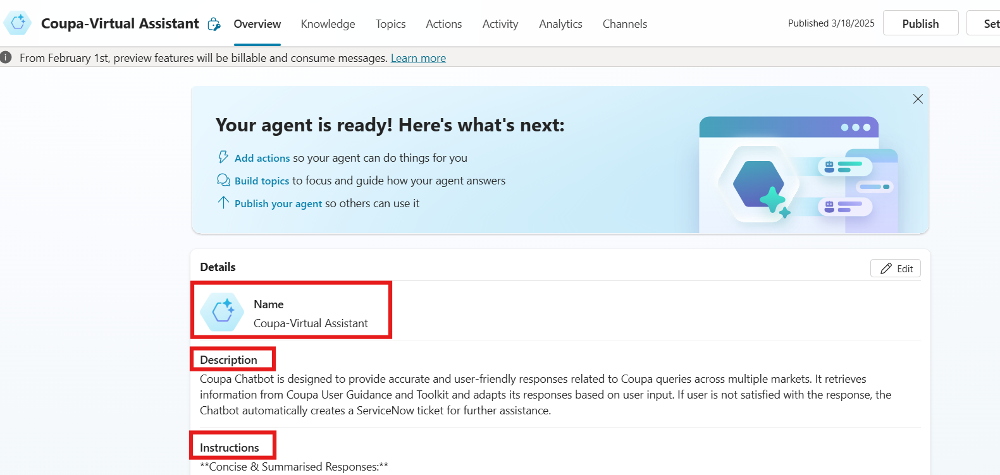 Coupa-Virtual Assistant
Overview
Knowledge
Topics
Actions
Activity
Analytics
Channels
Published 3/18/2025
Publish
Set
From February 1st, preview features will be billable and consume messages. Learn more
Your agent is ready! Here's what's next:
Add actions so your agent can do things for you
Build topics to focus and guide how your agent answers
Publish your agent so others can use it
Details
Edit
Name
Coupa-Virtual Assistant
Description
Coupa Chatbot is designed to provide accurate and user-friendly responses related to Coupa queries across multiple markets. It retrieves
information from Coupa User Guidance and Toolkit and adapts its responses based on user input. If user is not satisfied with the response, the
Chatbot automatically creates a ServiceNow ticket for further assistance.
Instructions
**Concise & Summarised Responses:**